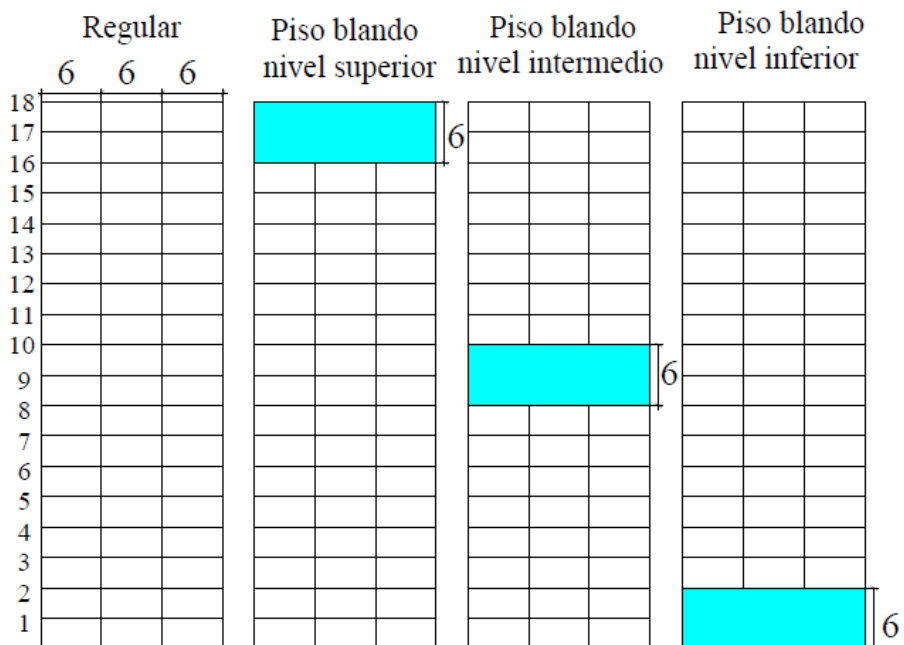 Regular
6 6 6
Piso blando
nivel superior
Piso blando
nivel intermedio
Piso blando
nivel inferior
18
17
16
15
14
13
12
11
10
9
8
7
6
5
4
3
2
1
6
6
6